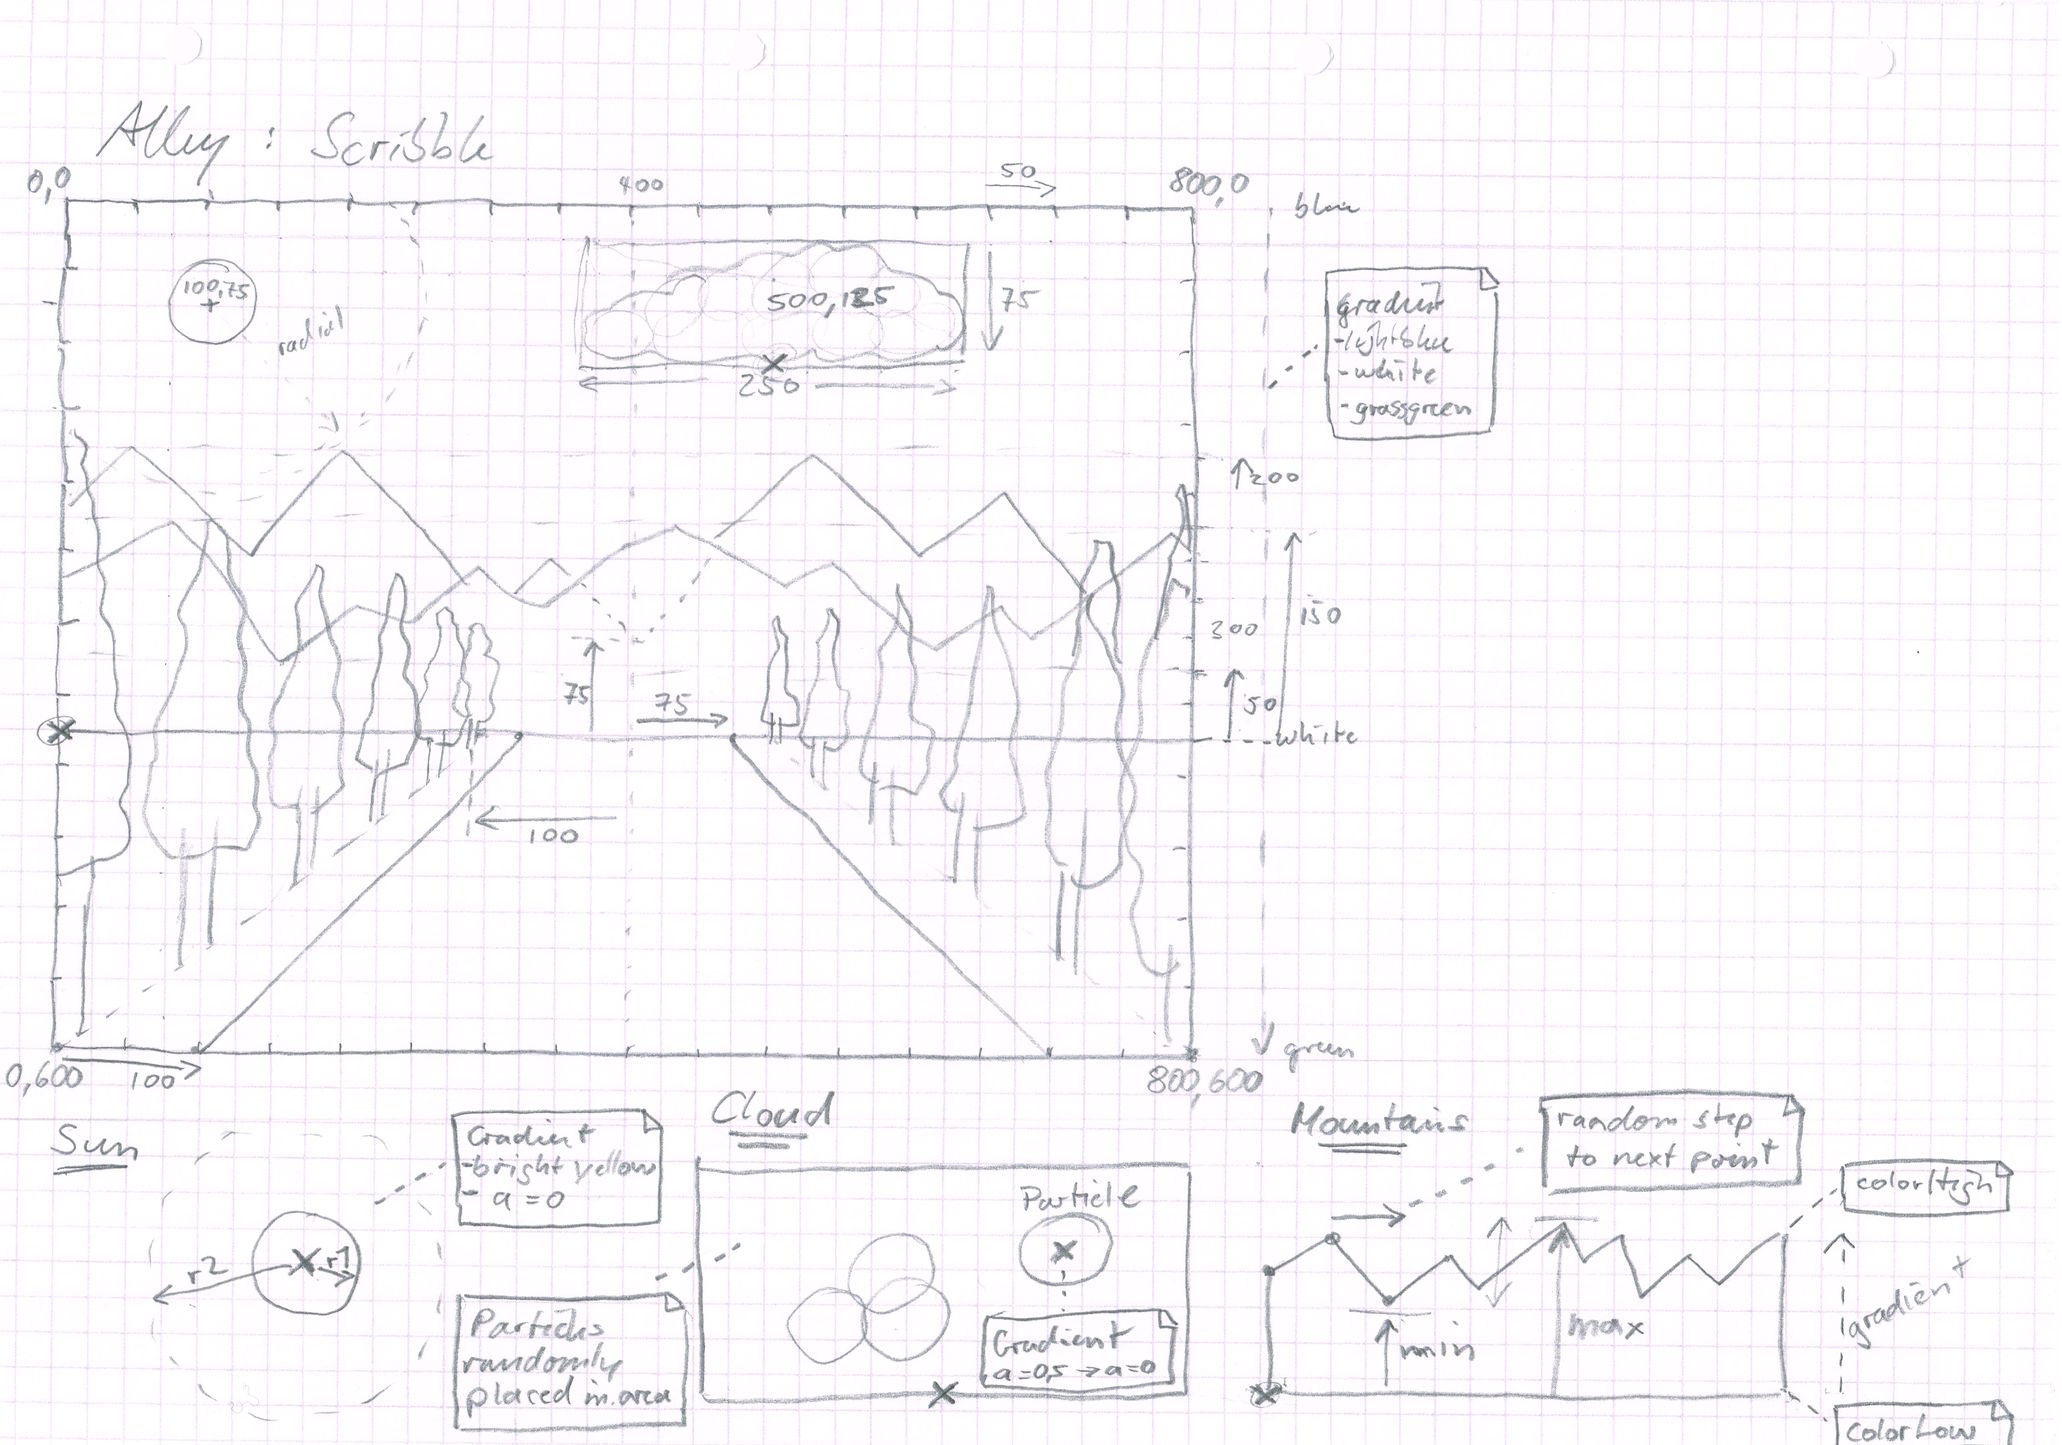 Alley : Scribble
0,0
400
50
800,0
blue
100,75
radial
500,125
75
250
gradient
-lightblue
-white
-grassgreen
200
150
300
50
75
75
white
100
0,600
100
800,600
green
Sun
r2
r1
Gradient
-bright yellow
- a=0
Cloud
Particle
Particles
randomly
placed in area
Gradient
a=0,5 → a=0
Mountains
random step
to next point
colorHigh
min
max
gradient
colorLow